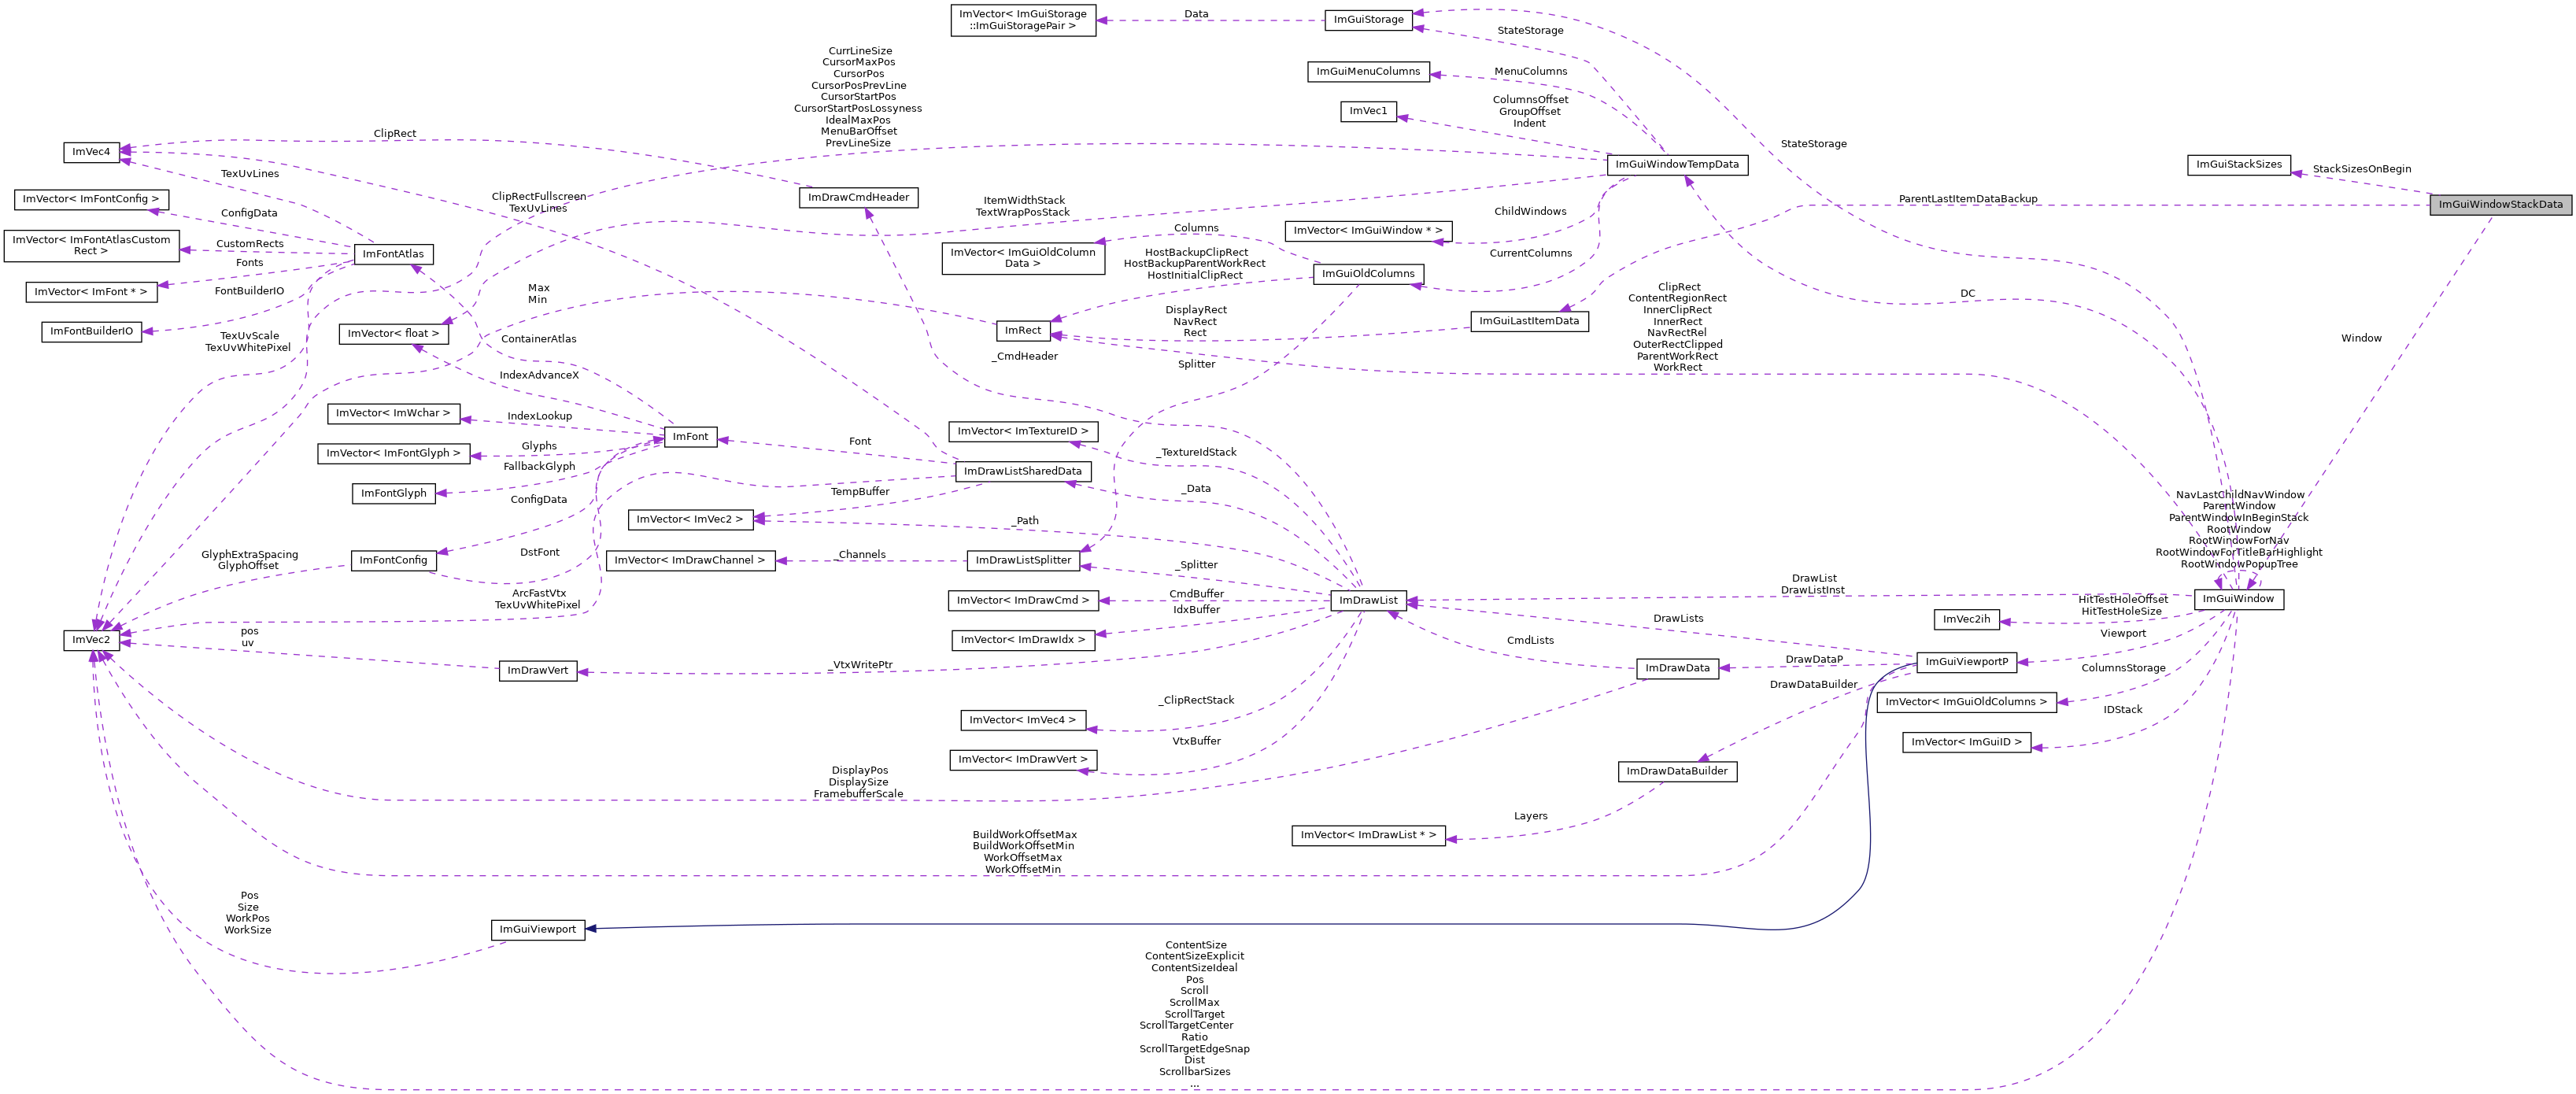 ImVector< ImGuiStorage
::ImGuiStoragePair >
Data
ImGuiStorage
StateStorage
ImGuiMenuColumns
MenuColumns
CurrLineSize
CursorMaxPos
CursorPos
CursorPosPrevLine
CursorStartPos
CursorStartPosLossyness
IdealMaxPos
MenuBarOffset
PrevLineSize
ImVec1
ColumnsOffset
GroupOffset
Indent
StateStorage
ClipRect
ImVec4
ImGuiWindowTempData
ImGuiStackSizes
StackSizesOnBegin
TexUvLines
ImVector< ImFontConfig >
ClipRectFullscreen
TexUvLines
ImDrawCmdHeader
ItemWidthStack
TextWrapPosStack
ParentLastItemDataBackup
ImGuiWindowStackData
ConfigData
ChildWindows
ImVector< ImFontAtlasCustom
Rect >
CustomRects
ImFontAtlas
Columns
ImVector< ImGuiWindow * >
ImVector< ImGuiOldColumn
Data >
HostBackupClipRect
HostBackupParentWorkRect
HostInitialClipRect
CurrentColumns
Fonts
ImGuiOldColumns
ImVector< ImFont * >
FontBuilderIO
Max
Min
ClipRect
ContentRegionRect
InnerClipRect
InnerRect
NavRectRel
OuterRectClipped
ParentWorkRect
WorkRect
DC
ImFontBuilderIO
TexUvScale
TexUvWhitePixel
ImVector< float >
ContainerAtlas
ImRect
DisplayRect
NavRect
Rect
ImGuiLastItemData
Window
_CmdHeader
Splitter
IndexAdvanceX
ImVector< ImWchar >
IndexLookup
ImFont
Font
ImVector< ImTextureID >
_TextureIdStack
ImVector< ImFontGlyph >
Glyphs
FallbackGlyph
ImDrawListSharedData
ImFontGlyph
ConfigData
TempBuffer
_Data
NavLastChildNavWindow
ParentWindow
ParentWindowInBeginStack
RootWindow
RootWindowForNav
RootWindowForTitleBarHighlight
RootWindowPopupTree
ImVector< ImVec2 >
_Path
GlyphExtraSpacing
GlyphOffset
ImFontConfig
DstFont
ImVector< ImDrawChannel >
_Channels
ImDrawListSplitter
_Splitter
ArcFastVtx
TexUvWhitePixel
ImVector< ImDrawCmd >
CmdBuffer
ImDrawList
DrawList
DrawListInst
ImGuiWindow
IdxBuffer
HitTestHoleOffset
HitTestHoleSize
ImVec2ih
DrawLists
ImVec2
pos
uv
ImVector< ImDrawIdx >
CmdLists
Viewport
ImDrawVert
_VtxWritePtr
ImDrawData
DrawDataP
ImGuiViewportP
ColumnsStorage
DrawDataBuilder
_ClipRectStack
ImVector< ImGuiOldColumns >
IDStack
ImVector< ImVec4 >
VtxBuffer
ImVector< ImGuiID >
ImVector< ImDrawVert >
DisplayPos
DisplaySize
FramebufferScale
ImDrawDataBuilder
Layers
BuildWorkOffsetMax
BuildWorkOffsetMin
WorkOffsetMax
WorkOffsetMin
ImVector< ImDrawList * >
Pos
Size
WorkPos
WorkSize
ImGuiViewport
ContentSize
ContentSizeExplicit
ContentSizeIdeal
Pos
Scroll
ScrollMax
ScrollTarget
ScrollTargetCenter
Ratio
ScrollTargetEdgeSnap
Dist
ScrollbarSizes
...